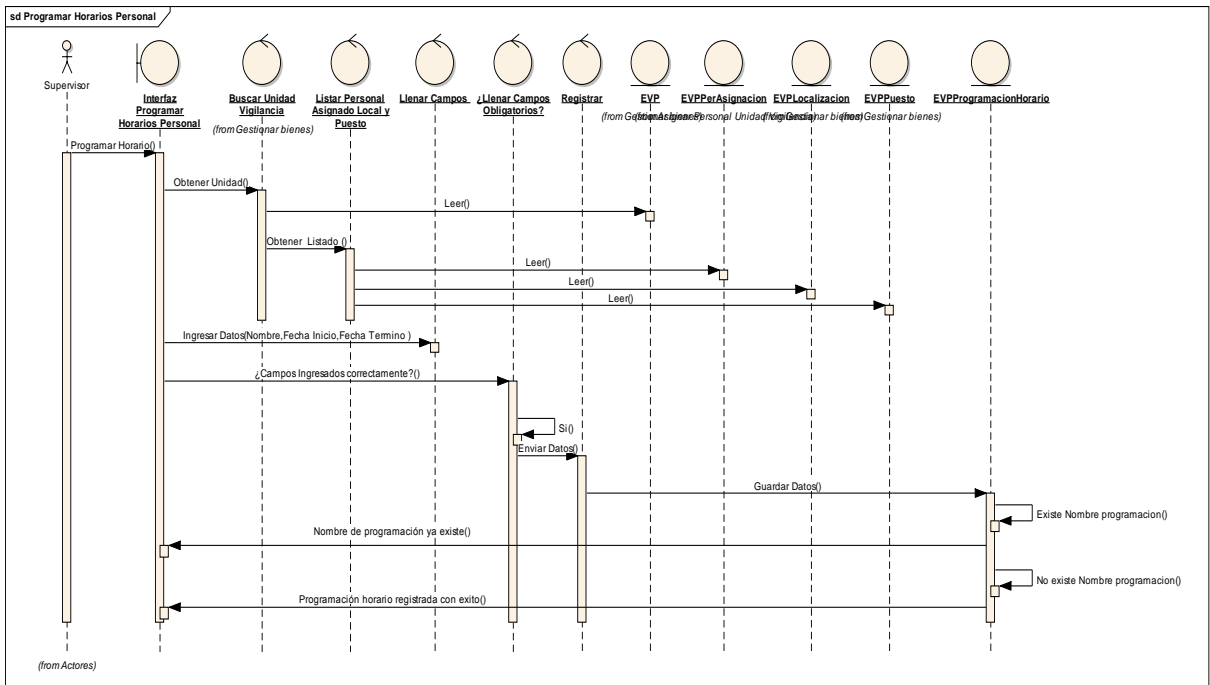 sd Programar Horarios Personal
Supervisor
Interfaz
Programar
Horarios Personal
Buscar Unidad
Vigilancia
(from Gestionar bienes)
Listar Personal
Asignado Local y
Puesto
Llenar Campos
¿Llenar Campos
Obligatorios?
Registrar
EVP
EVPPerAsignacion
EVPLocalizacion
EVPPuesto
(from Gestionar bienes)
EVPProgramacionHorario
Programar Horario()
Obtener Unidad()
Leer()
Obtener Listado ()
Leer()
Leer()
Leer()
Ingresar Datos(Nombre,Fecha Inicio,Fecha Termino )
¿Campos Ingresados correctamente?()
Si()
Enviar Datos()
Guardar Datos()
Existe Nombre programacion()
Nombre de programación ya existe()
No existe Nombre programacion()
Programación horario registrada con exito()
(from Actores)